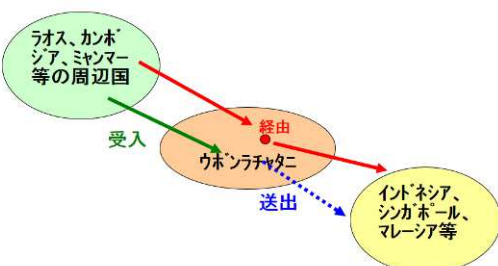 ラオス、カンボ
ジア、ミャンマー
等の周辺国
受入
経由
ウボンラチャタニ
送出
インドネシア、
シンガポール、
マレーシア等